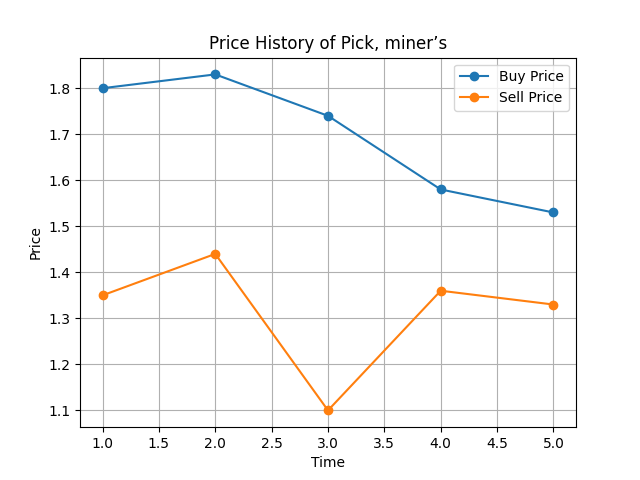 Price History of Pick, miner’s
Buy Price
Sell Price
Price
1.8
1.7
1.6
1.5
1.4
1.3
1.2
1.1
1.0 1.5 2.0 2.5 3.0 3.5 4.0 4.5 5.0
Time